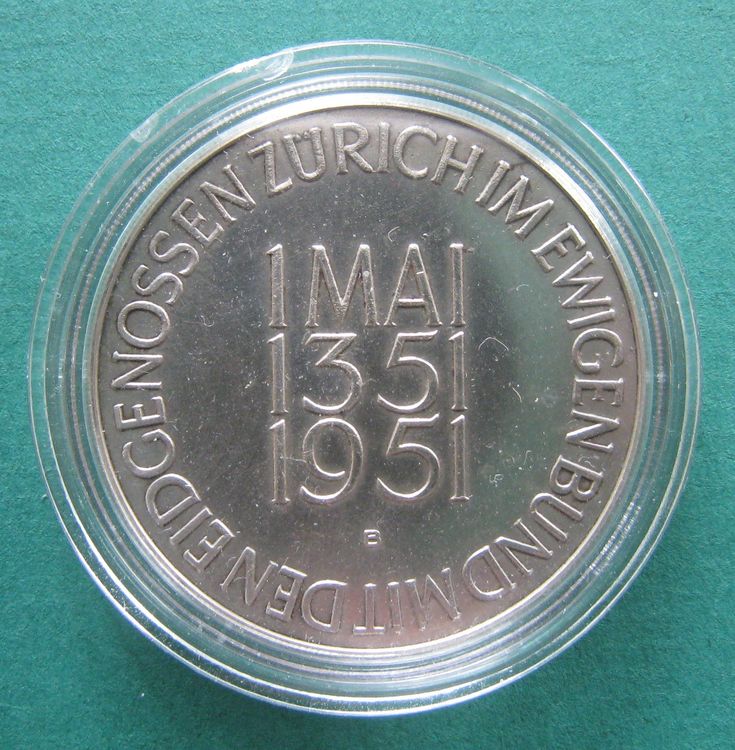 ZÜRICH IM EWIGEN BUND MIT DEN EIDGENOSSEN
1 MAI
1351
1951
B